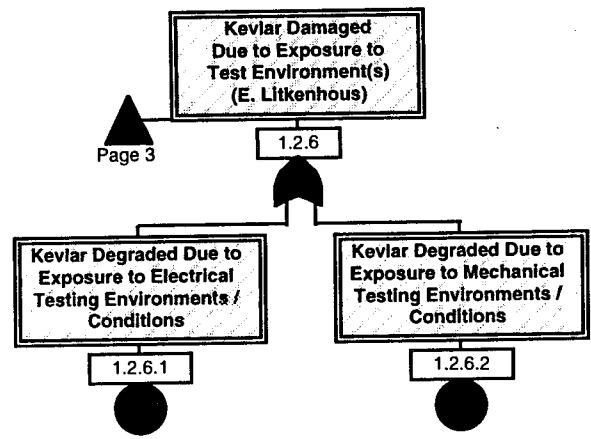 Kevlar Damaged
Due to Exposure to
Test Environment(s)
(E. Litkenhous)
Page 3
1.2.6
Kevlar Degraded Due to
Exposure to Electrical
Testing Environments /
Conditions
1.2.6.1
Kevlar Degraded Due to
Exposure to Mechanical
Testing Environments /
Conditions
1.2.6.2